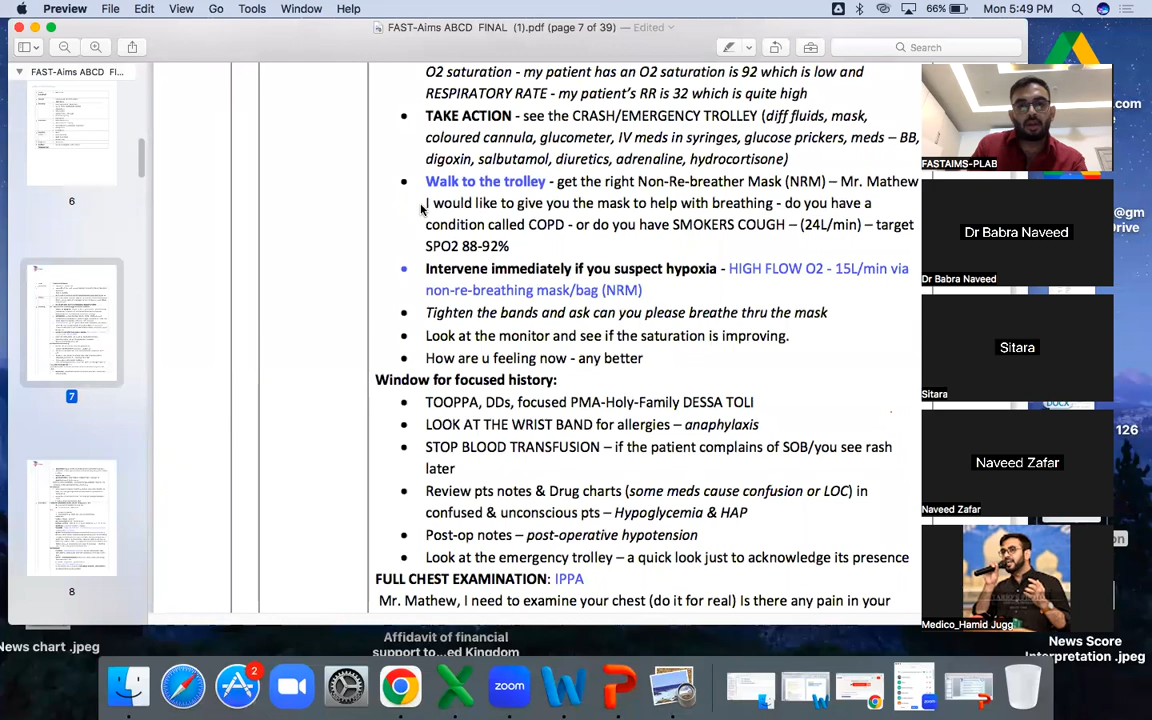 Preview File Edit View Go Tools Window Help
66% Mon 5:49 PM
FAST-Aims ABCD FINAL (1).pdf (page 7 of 39) — Edited
Search
FAST-Aims ABCD Fi...
6
7
8
O2 saturation - my patient has an O2 saturation is 92 which is low and
RESPIRATORY RATE - my patient's RR is 32 which is quite high
TAKE ACTION - see the CRASH/EMERGENCY TROLLEY (diff fluids, mask,
coloured canula, glucometer, IV meds in syringes, glucose prickers, meds – BB,
digoxin, salbutamol, diuretics, adrenaline, hydrocortisone)
Walk to the trolley - get the right Non-Re-breather Mask (NRM) – Mr. Mathew
I would like to give you the mask to help with breathing - do you have a
condition called COPD - or do you have SMOKERS COUGH – (24L/min) – target
SPO2 88-92%
Intervene immediately if you suspect hypoxia - HIGH FLOW O2 - 15L/min via
non-re-breathing mask/bag (NRM)
Tighten the bands and ask can you please breathe thru the mask
Look at the monitor and see if the saturation is improving.
How are u feeling now - any better
Window for focused history:
TOOPPA, DDs, focused PMA-Holy-Family DESSA TOLI
LOOK AT THE WRIST BAND for allergies – anaphylaxis
STOP BLOOD TRANSFUSION – if the patient complains of SOB/you see rash
later
Review pts notes & Drug charts (some meds cause confusion or LOC) in
confused & unconscious pts – Hypoglycemia & HAP
Post-op notes – post-operative hypotension
Look at the emergency trolley – a quick look just to acknowledge its presence
FULL CHEST EXAMINATION: IPPA
Mr. Mathew, I need to examine your chest (do it for real) Is there any pain in your
.com
FASTAIMS-PLAB
@gm
Drive
Dr Babra Naveed
Dr Babra Naveed
Sitara
Sitara
DOCX
126
Naveed Zafar
Naveed Zafar
on
Medico_Hamid Jugg
News chart .jpeg
Affidavit of financial
support to...ed Kingdom
News Score
Interpretation .jpeg
2
zoom